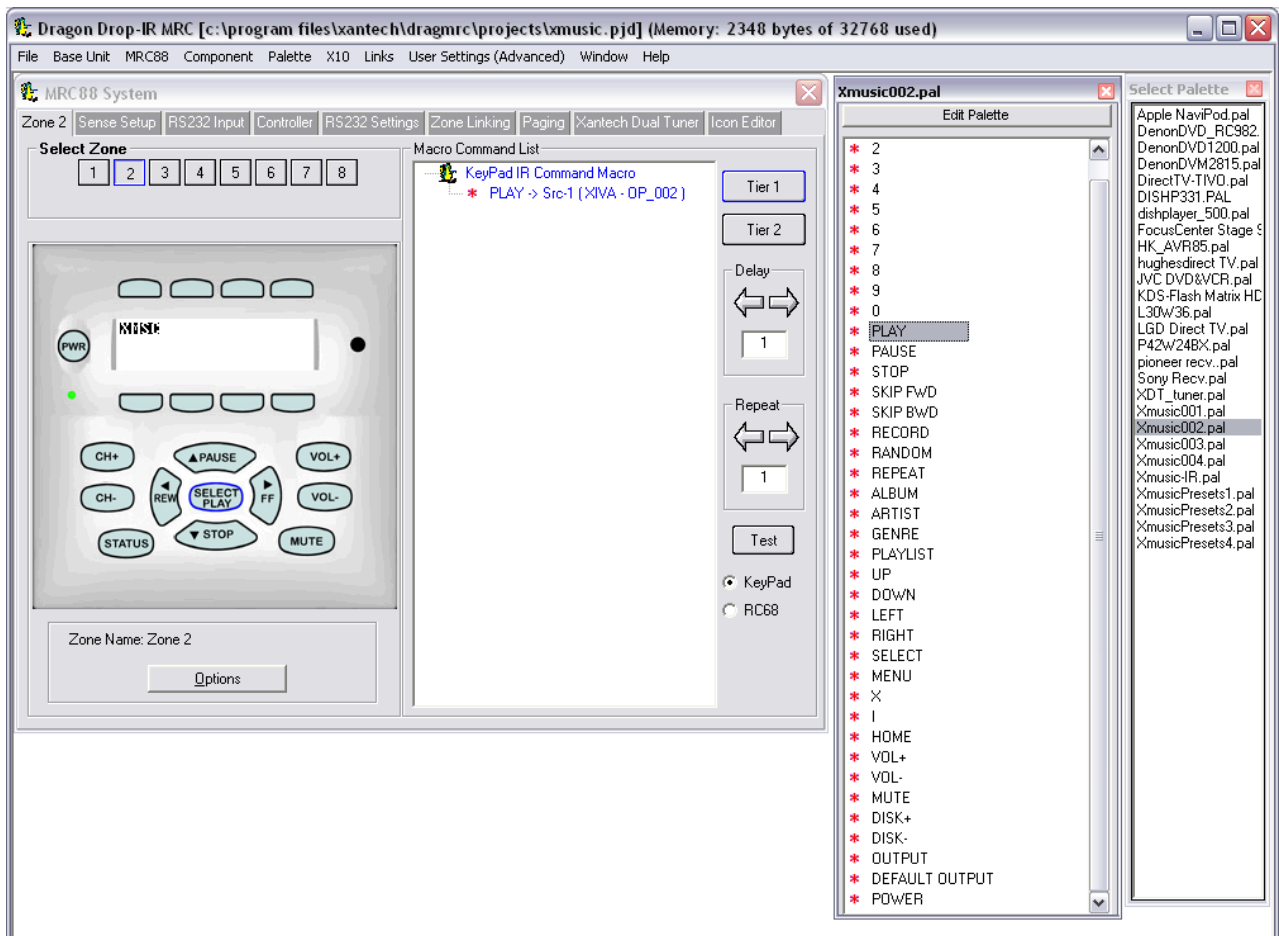 Dragon Drop-IR MRC [c:\program files\xantech\dragmrc\projects\xmusic.pjd] (Memory: 2348 bytes of 32768 used)
File Base Unit MRC88 Component Palette X10 Links User Settings (Advanced) Window Help
MRC88 System
Zone 2 Sense Setup RS232 Input Controller RS232 Settings Zone Linking Paging Xantech Dual Tuner Icon Editor
Select Zone
1 2 3 4 5 6 7 8
XMSC
PWR
CH+ ▲PAUSE VOL+
CH- REW SELECT PLAY FF VOL-
STATUS ▼ STOP MUTE
Zone Name: Zone 2
Options
Macro Command List
KeyPad IR Command Macro
* PLAY -> Src-1 ( XIVA - OP_002 )
Tier 1
Tier 2
Delay
1
Repeat
1
Test
KeyPad
RC68
Xmusic002.pal
Edit Palette
* 2
* 3
* 4
* 5
* 6
* 7
* 8
* 9
* 0
* PLAY
* PAUSE
* STOP
* SKIP FWD
* SKIP BWD
* RECORD
* RANDOM
* REPEAT
* ALBUM
* ARTIST
* GENRE
* PLAYLIST
* UP
* DOWN
* LEFT
* RIGHT
* SELECT
* MENU
* X
* I
* HOME
* VOL+
* VOL-
* MUTE
* DISK+
* DISK-
* OUTPUT
* DEFAULT OUTPUT
* POWER
Select Palette
Apple NaviPod.pal
DenonDVD_RC982.
DenonDVD1200.pal
DenonDVM2815.pal
DirectTV-TIVO.pal
DISHP331.PAL
dishplayer_500.pal
FocusCenter Stage S
HK_AVR85.pal
hughesdirect TV.pal
JVC DVD&VCR.pal
KDS-Flash Matrix HD
L30W36.pal
LGD Direct TV.pal
P42W24BX.pal
pioneer recv..pal
Sony Recv.pal
XDT_tuner.pal
Xmusic001.pal
Xmusic002.pal
Xmusic003.pal
Xmusic004.pal
Xmusic-IR.pal
XmusicPresets1.pal
XmusicPresets2.pal
XmusicPresets3.pal
XmusicPresets4.pal